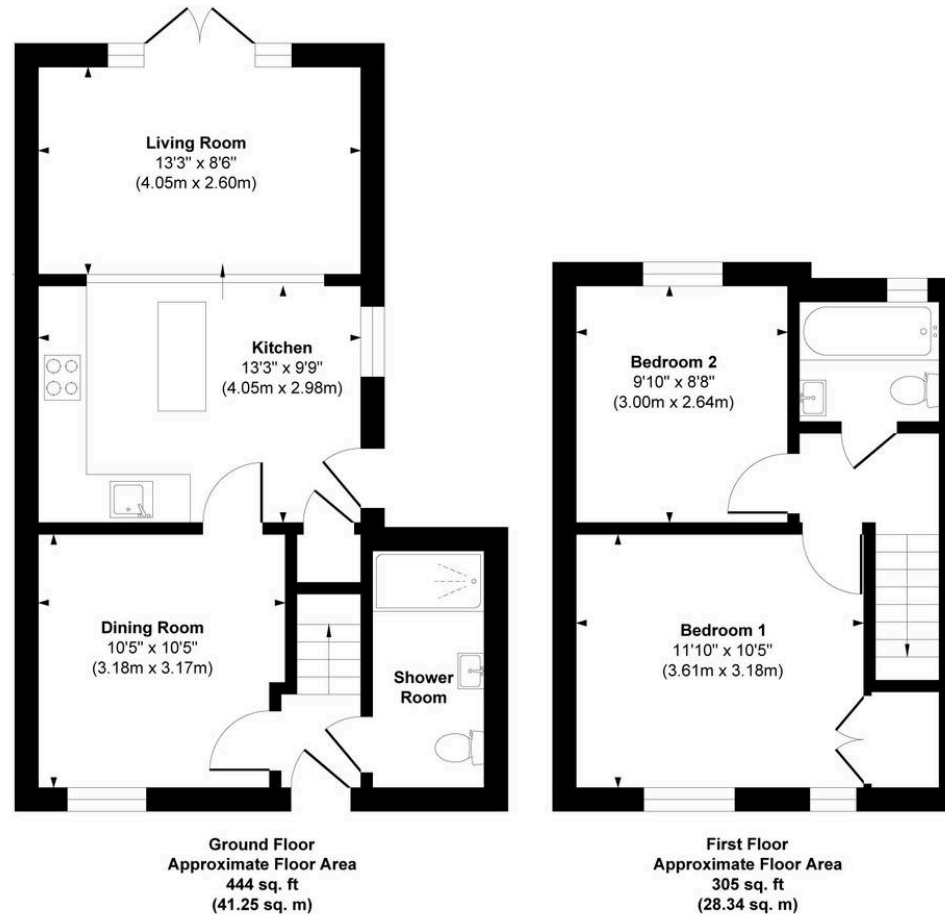 Living Room
13'3" x 8'6"
(4.05m x 2.60m)
Kitchen
13'3" x 9'9"
(4.05m x 2.98m)
Dining Room
10'5" x 10'5"
(3.18m x 3.17m)
Shower
Room
Ground Floor
Approximate Floor Area
444 sq. ft
(41.25 sq. m)
Bedroom 2
9'10" x 8'8"
(3.00m x 2.64m)
Bedroom 1
11'10" x 10'5"
(3.61m x 3.18m)
First Floor
Approximate Floor Area
305 sq. ft
(28.34 sq. m)